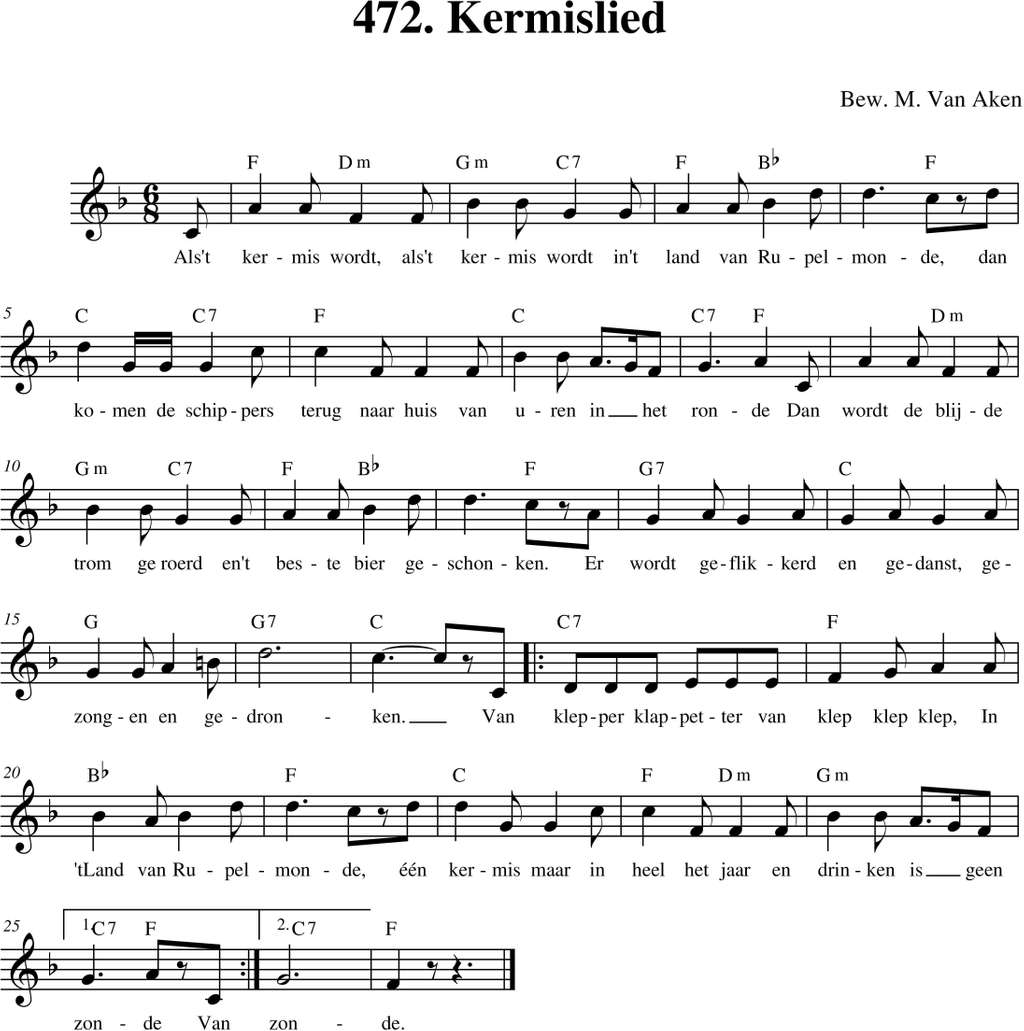 472. Kermislied
Bew. M. Van Aken
F Dm Gm C7 F B♭ F
6
8
Als't ker - mis wordt, als't ker - mis wordt in't land van Ru - pel - mon - de, dan
5 C C7 F C C7 F Dm
ko - men de schip - pers terug naar huis van u - ren in __ het ron - de Dan wordt de blij - de
10 Gm C7 F B♭ F G7 C
trom ge roerd en't bes - te bier ge - schon - ken. Er wordt ge - flik - kerd en ge - danst, ge -
15 G G7 C C7 F
zong - en en ge - dron - ken. __ Van klep - per klap - pet - ter van klep klep klep, In
20 B♭ F C F Dm Gm
'tLand van Ru - pel - mon - de, één ker - mis maar in heel het jaar en drin - ken is __ geen
25 1. C7 F 2. C7 F
zon - de Van zon - de.